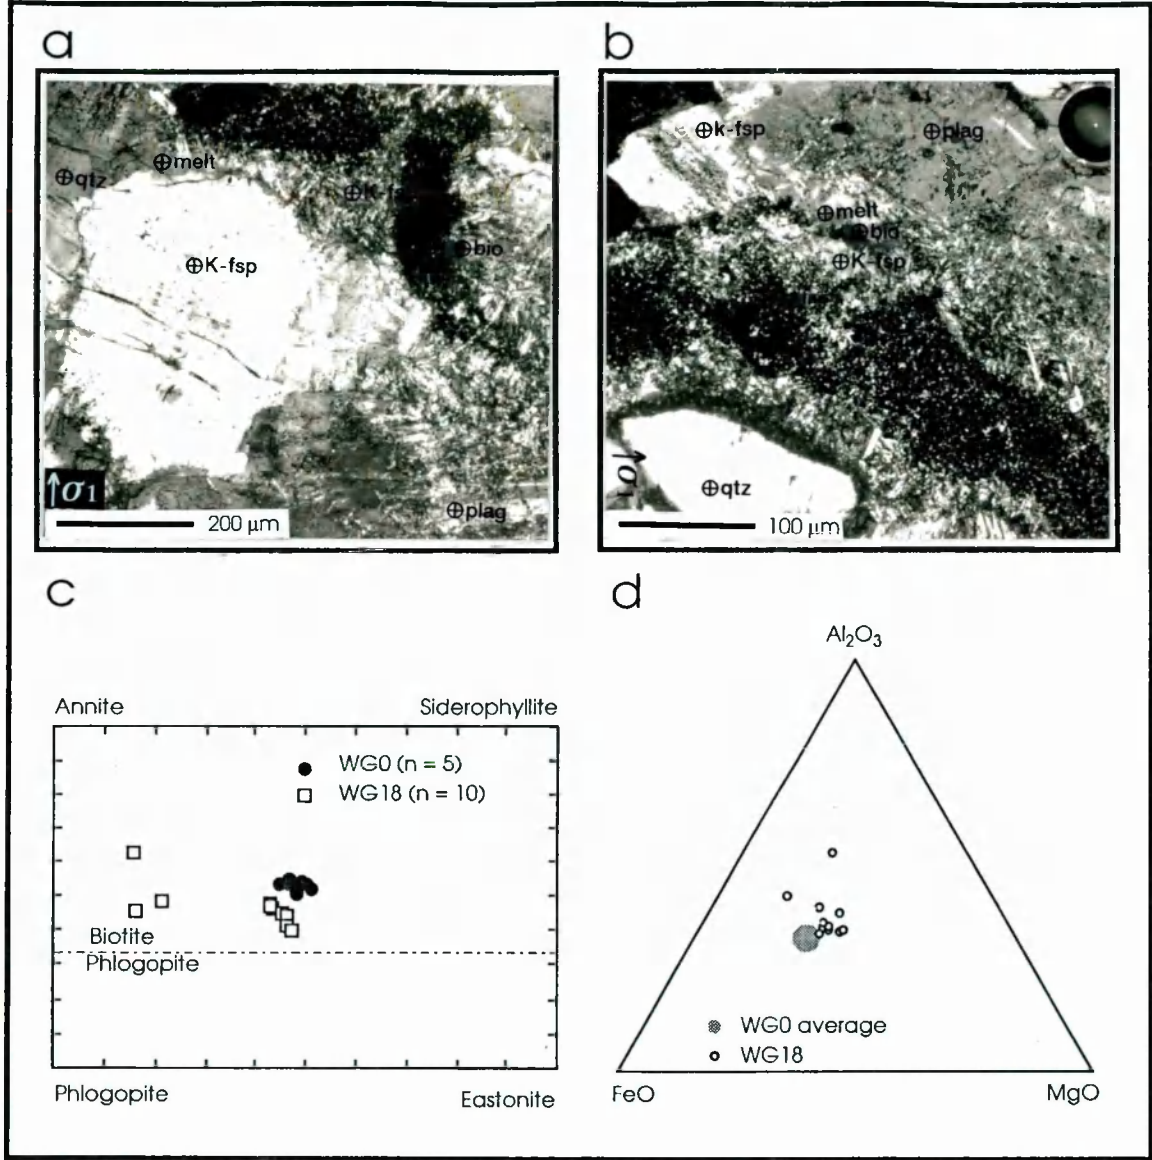 a
⊕melt
⊕qtz
⊕K-fs
⊕bio
⊕K-fsp
↑σ1
⊕plag
200 µm
b
⊕k-fsp
⊕plag
⊕melt
⊕bio
⊕K-fsp
↑σ1
⊕qtz
100 µm
c
Annite
Siderophyllite
WG0 (n = 5)
WG18 (n = 10)
Biotite
Phlogopite
Phlogopite
Eastonite
d
Al₂O₃
WG0 average
WG18
FeO
MgO